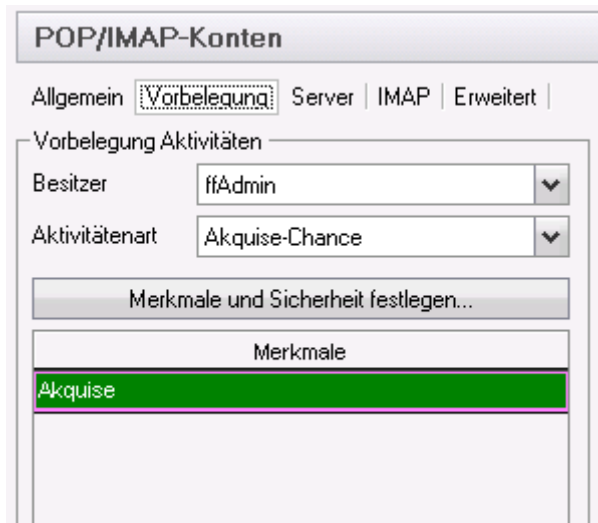 POP/IMAP-Konten
Allgemein Vorbelegung Server IMAP Erweitert
Vorbelegung Aktivitäten
Besitzer ffAdmin
Aktivitätenart Akquise-Chance
Merkmale und Sicherheit festlegen...
Merkmale
Akquise